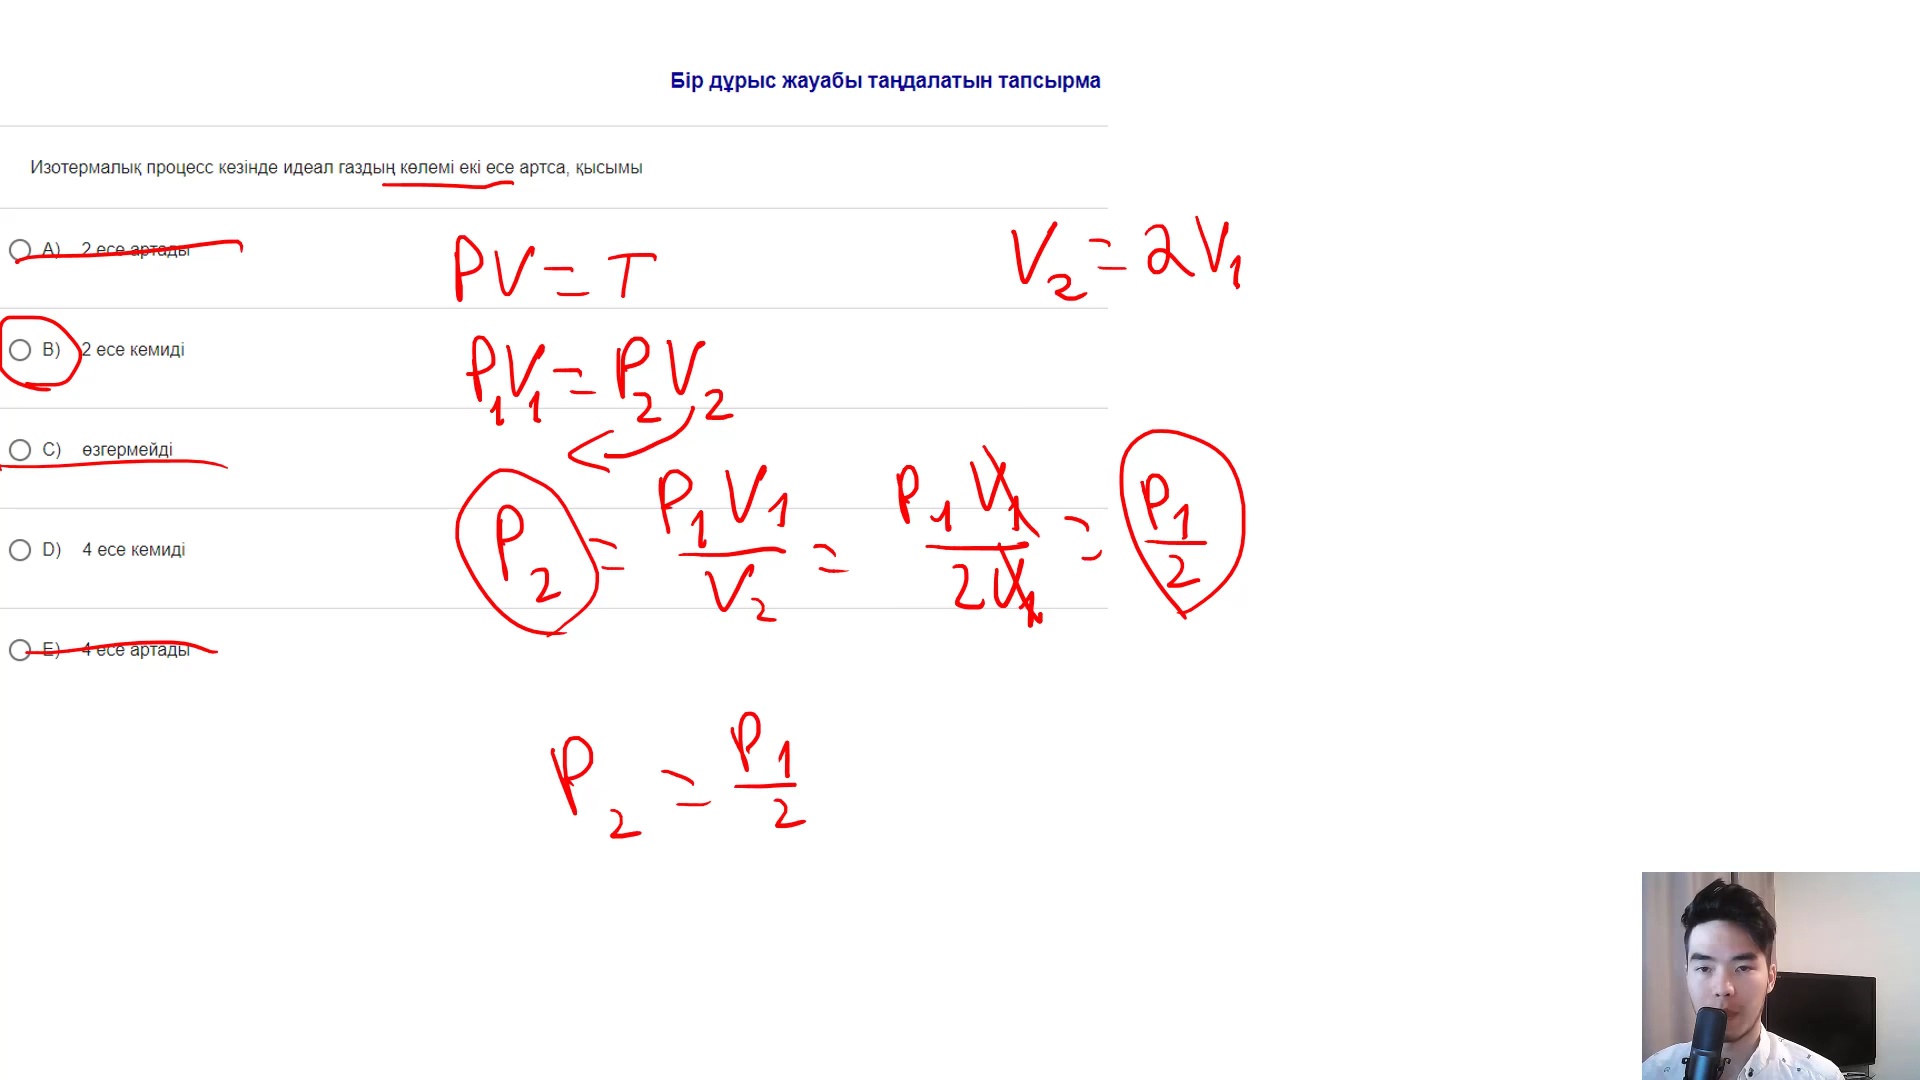 Бір дұрыс жауабы таңдалатын тапсырма
Изотермалық процесс кезінде идеал газдың көлемі екі есе артса, қысымы
A) 2 есе артады
PV = T
V₂ = 2V₁
B) 2 есе кемиді
P₁V₁ = P₂V₂
C) өзгермейді
P₂ = P₁V₁/V₂ = P₁V₁/2V₁ = P₁/2
D) 4 есе кемиді
E) 4 есе артады
P₂ = P₁/2